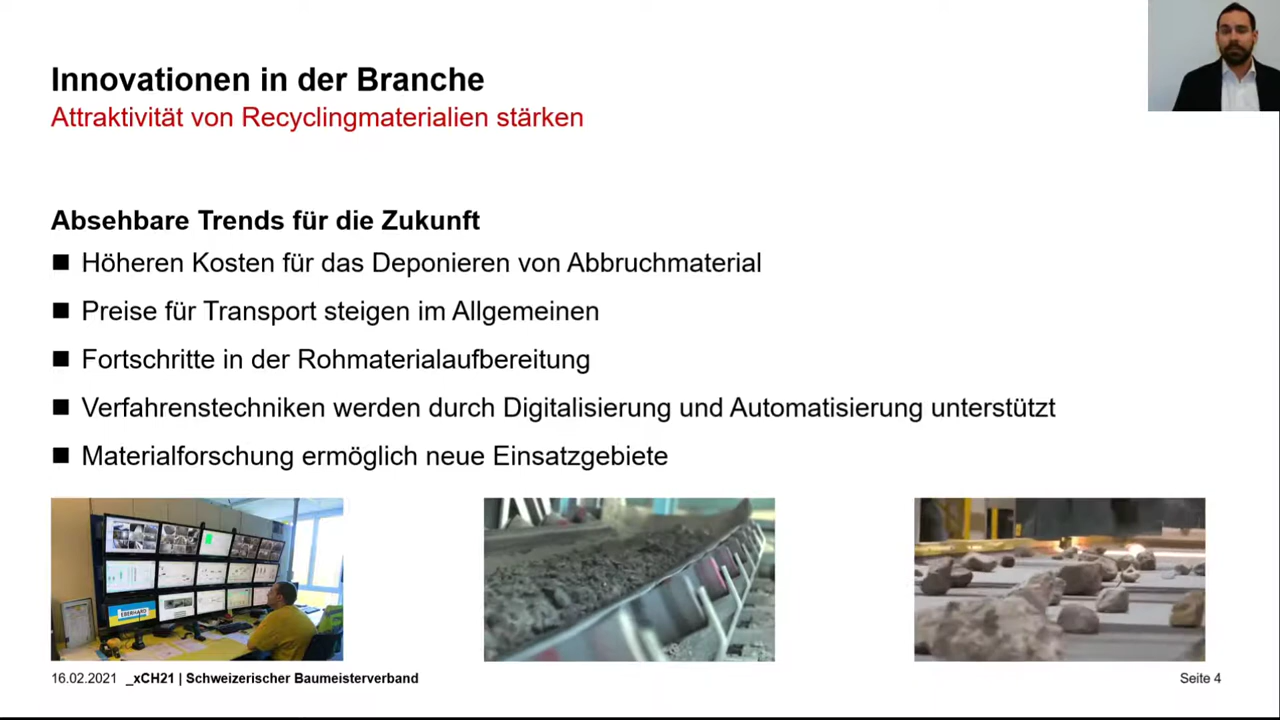 Innovationen in der Branche
Attraktivität von Recyclingmaterialien stärken
Absehbare Trends für die Zukunft
■ Höheren Kosten für das Deponieren von Abbruchmaterial
■ Preise für Transport steigen im Allgemeinen
■ Fortschritte in der Rohmaterialaufbereitung
■ Verfahrenstechniken werden durch Digitalisierung und Automatisierung unterstützt
■ Materialforschung ermöglich neue Einsatzgebiete
EBERHARD
16.02.2021 _xCH21 | Schweizerischer Baumeisterverband
Seite 4